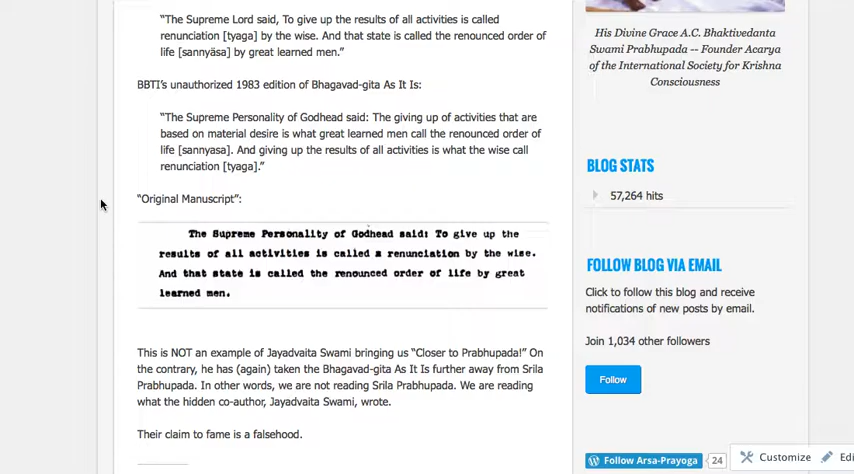 "The Supreme Lord said, To give up the results of all activities is called
renunciation [tyaga] by the wise. And that state is called the renounced order of
life [sannyäsa] by great learned men."
BBTI's unauthorized 1983 edition of Bhagavad-gita As It Is:
"The Supreme Personality of Godhead said: The giving up of activities that are
based on material desire is what great learned men call the renounced order of
life [sannyasa]. And giving up the results of all activities is what the wise call
renunciation [tyaga]."
"Original Manuscript":
The Supreme Personality of Godhead said: To give up the
results of all activities is called a renunciation by the wise.
And that state is called the renounced order of life by great
learned men.
This is NOT an example of Jayadvaita Swami bringing us "Closer to Prabhupada!" On
the contrary, he has (again) taken the Bhagavad-gita As It Is further away from Srila
Prabhupada. In other words, we are not reading Srila Prabhupada. We are reading
what the hidden co-author, Jayadvaita Swami, wrote.
Their claim to fame is a falsehood.
His Divine Grace A.C. Bhaktivedanta
Swami Prabhupada -- Founder Acarya
of the International Society for Krishna
Consciousness
BLOG STATS
57,264 hits
FOLLOW BLOG VIA EMAIL
Click to follow this blog and receive
notifications of new posts by email.
Join 1,034 other followers
Follow
Follow Arsa-Prayoga 24
Customize Edi